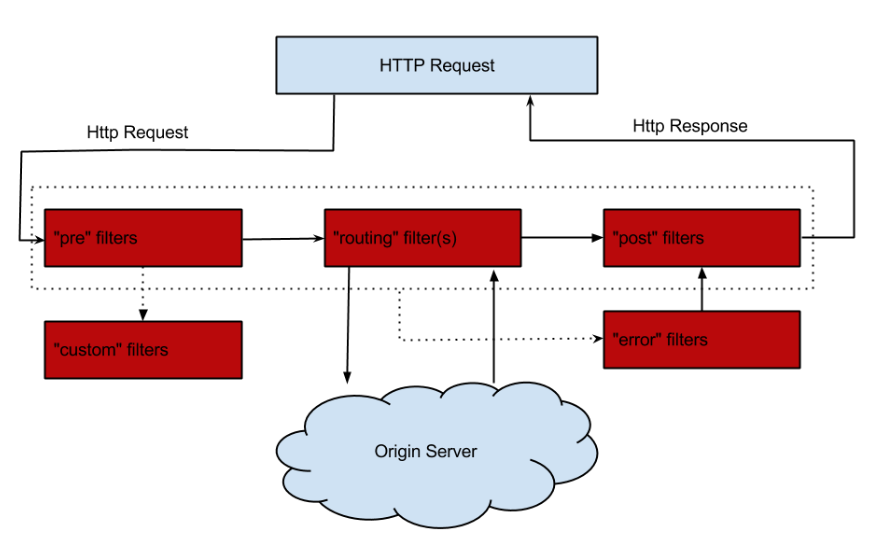 HTTP Request
Http Request
Http Response
"pre" filters
"routing" filter(s)
"post" filters
"custom" filters
"error" filters
Origin Server